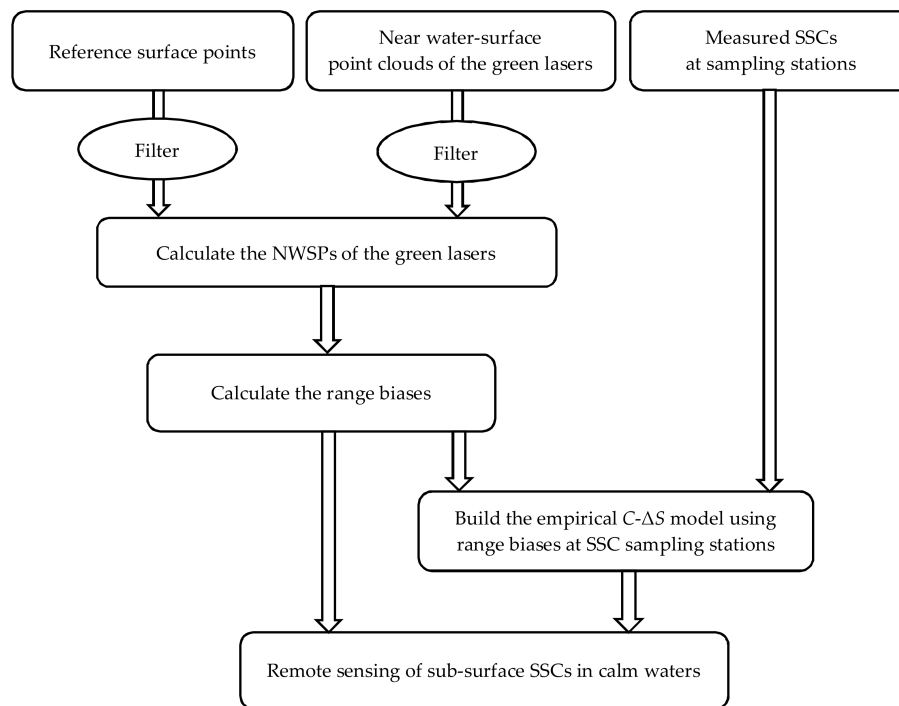 Reference surface points
Near water-surface
point clouds of the green lasers
Measured SSCs
at sampling stations
Filter
Filter
Calculate the NWSPs of the green lasers
Calculate the range biases
Build the empirical C-ΔS model using
range biases at SSC sampling stations
Remote sensing of sub-surface SSCs in calm waters